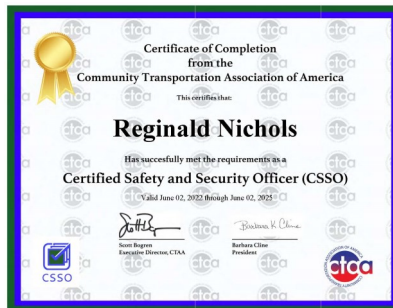 Certificate of Completion
from the
Community Transportation Association of America
This certifies that:
Reginald Nichols
Has succesfully met the requirements as a
Certified Safety and Security Officer (CSSO)
Valid June 02, 2022 through June 02, 2025
Barbara K Cline
Scott Bogren
Executive Director, CTAA
Barbara Cline
President
CSSO
ctaa